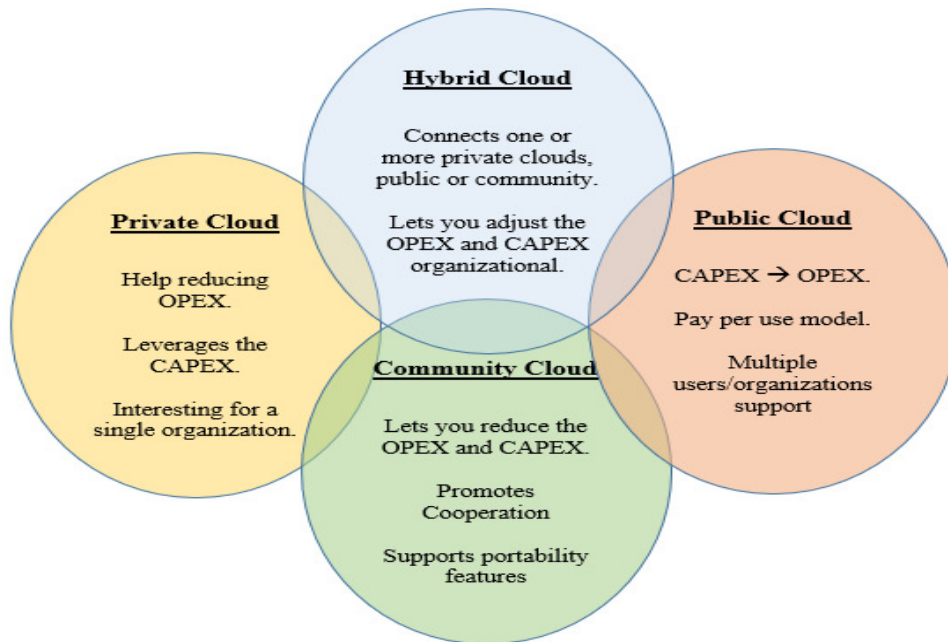 Hybrid Cloud
Connects one or
more private clouds,
public or community.
Lets you adjust the
OPEX and CAPEX
organizational.
Private Cloud
Help reducing
OPEX.
Leverages the
CAPEX.
Interesting for a
single organization.
Public Cloud
CAPEX → OPEX.
Pay per use model.
Multiple
users/organizations
support
Community Cloud
Lets you reduce the
OPEX and CAPEX.
Promotes
Cooperation
Supports portability
features